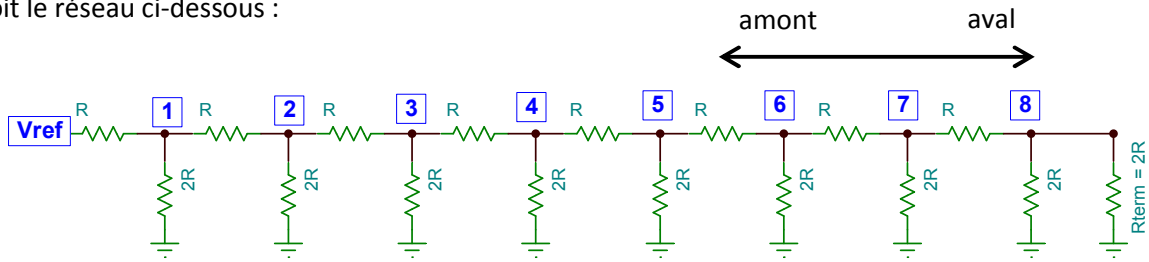 oit le réseau ci-dessous :
amont aval
R 1 R 2 R 3 R 4 R 5 R 6 R 7 R 8
Vref
2R 2R 2R 2R 2R 2R 2R 2R Rterm = 2R